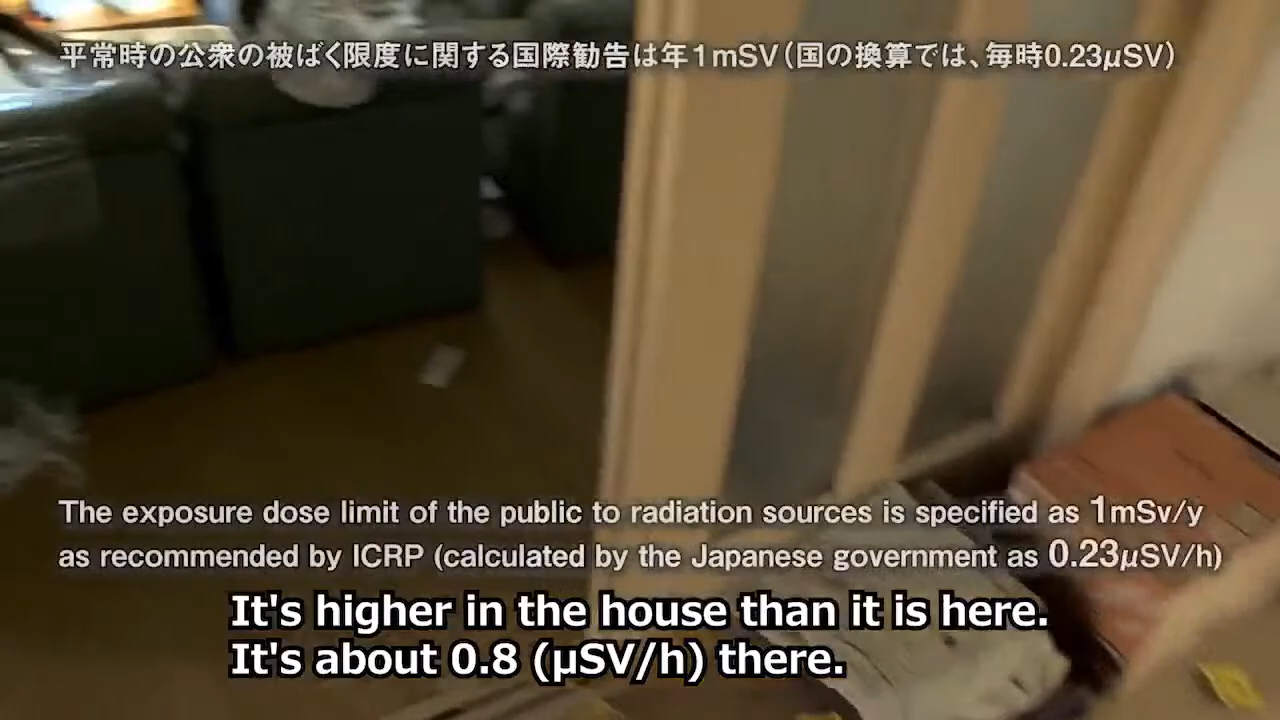 平常時の公衆の被ばく限度に関する国際勧告は年1mSV(国の換算では、毎時0.23μSV)
The exposure dose limit of the public to radiation sources is specified as 1mSv/y
as recommended by ICRP (calculated by the Japanese government as 0.23μSV/h)
It's higher in the house than it is here.
It's about 0.8 (μSV/h) there.